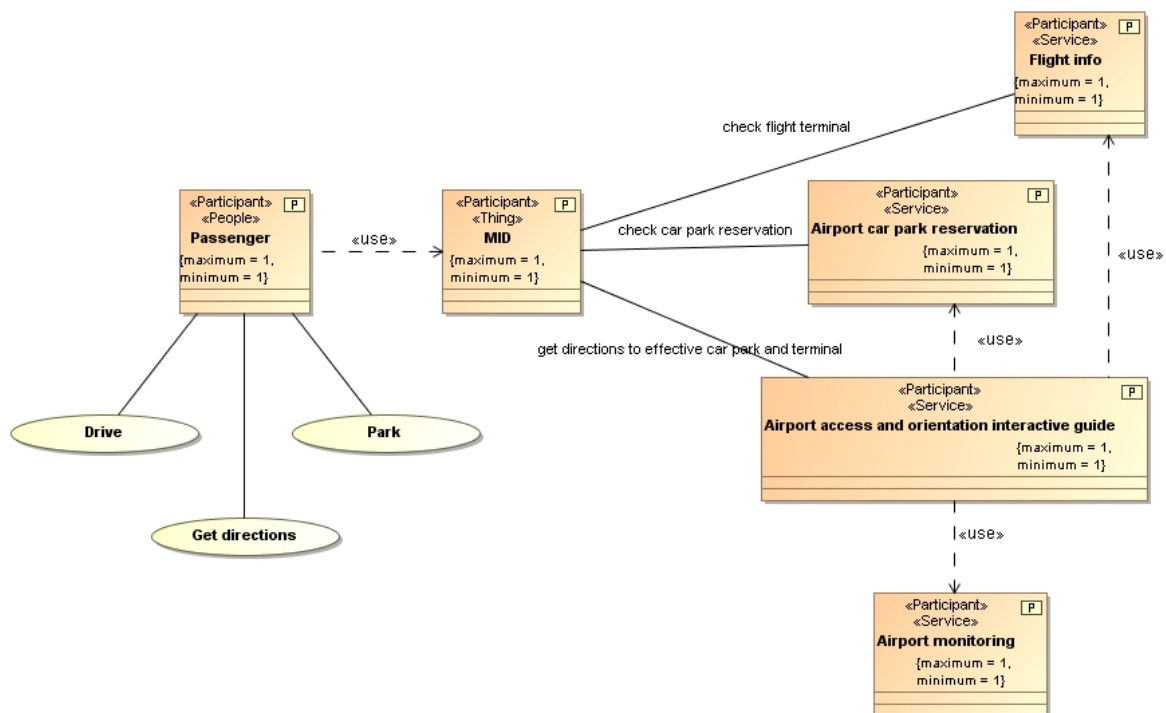 «Participant»
P
«Service»
Flight info
{maximum = 1,
minimum = 1}
check flight terminal
«Participant»
P
«People»
Passenger
{maximum = 1,
minimum = 1}
«use»
«Participant»
P
«Thing»
MID
{maximum = 1,
minimum = 1}
check car park reservation
«Participant»
P
«Service»
Airport car park reservation
{maximum = 1,
minimum = 1}
«use»
get directions to effective car park and terminal
«use»
«Participant»
P
«Service»
Airport access and orientation interactive guide
{maximum = 1,
minimum = 1}
Drive
Park
Get directions
«use»
«Participant»
P
«Service»
Airport monitoring
{maximum = 1,
minimum = 1}